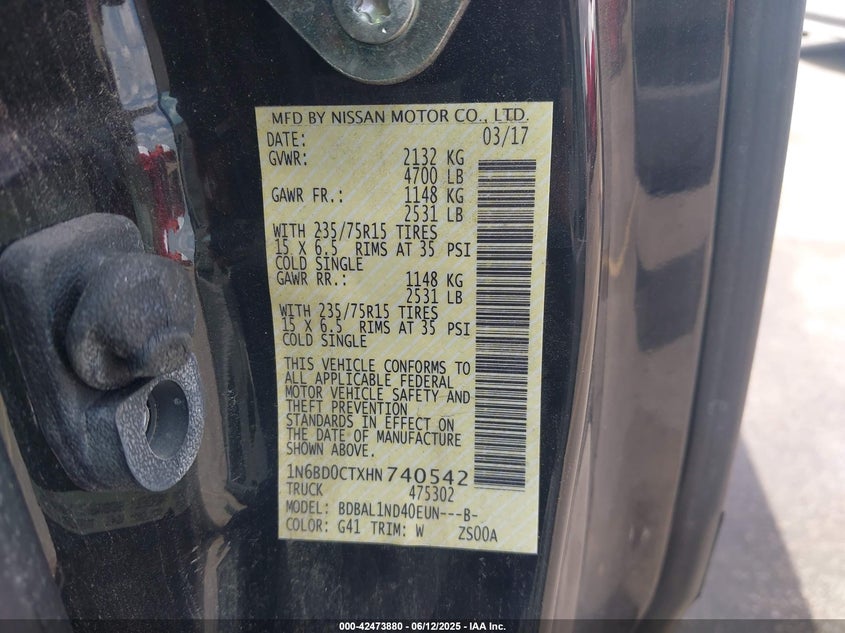 MFD BY NISSAN MOTOR CO., LTD.
DATE: 03/17
GVWR: 2132 KG
4700 LB
GAWR FR.: 1148 KG
2531 LB
WITH 235/75R15 TIRES
15 X 6.5 RIMS AT 35 PSI
COLD SINGLE
GAWR RR.: 1148 KG
2531 LB
WITH 235/75R15 TIRES
15 X 6.5 RIMS AT 35 PSI
COLD SINGLE
THIS VEHICLE CONFORMS TO
ALL APPLICABLE FEDERAL
MOTOR VEHICLE SAFETY AND
THEFT PREVENTION
STANDARDS IN EFFECT ON
THE DATE OF MANUFACTURE
SHOWN ABOVE.
1N6BD0CTXHN740542
TRUCK 475302
MODEL: BDBAL1ND40EUN---B-
COLOR: G41 TRIM: W ZS00A
000-42473880 - 06/12/2025 - IAA Inc.